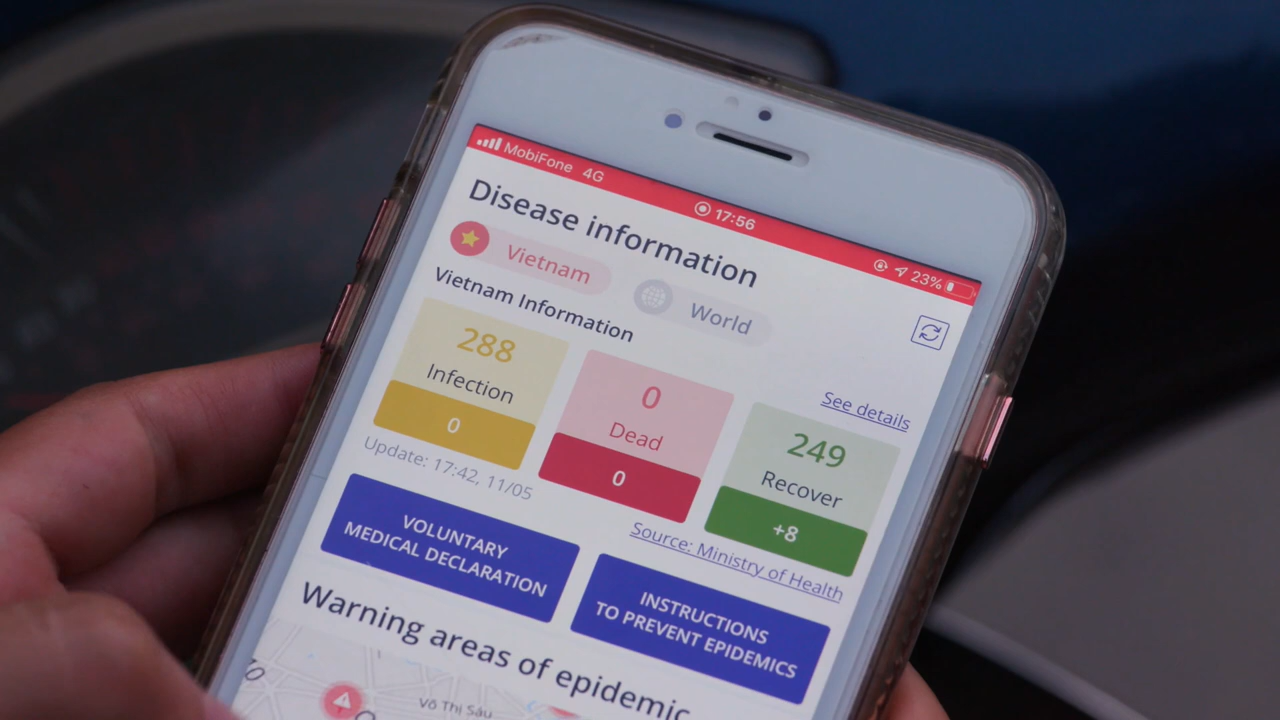 MobiFone 4G 17:56 23%
Disease information
Vietnam World
Vietnam Information
See details
288
Infection
0
0
Dead
0
249
Recover
+8
Update: 17:42, 11/05
Source: Ministry of Health
VOLUNTARY
MEDICAL DECLARATION
INSTRUCTIONS
TO PREVENT EPIDEMICS
Warning areas of epidemic
Võ Thị Sáu